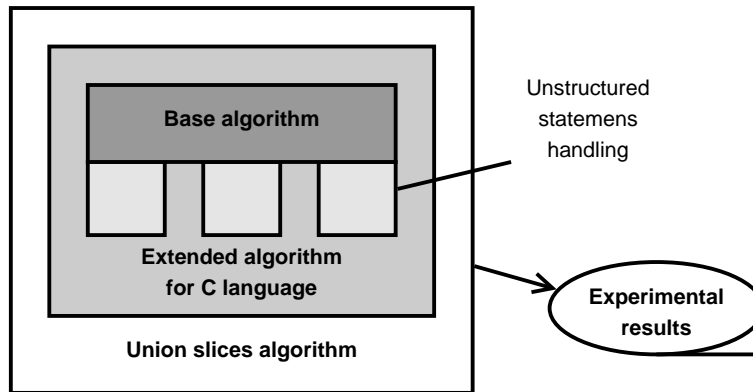 Base algorithm
Unstructured
statemens
handling
Extended algorithm
for C language
Union slices algorithm
Experimental
results